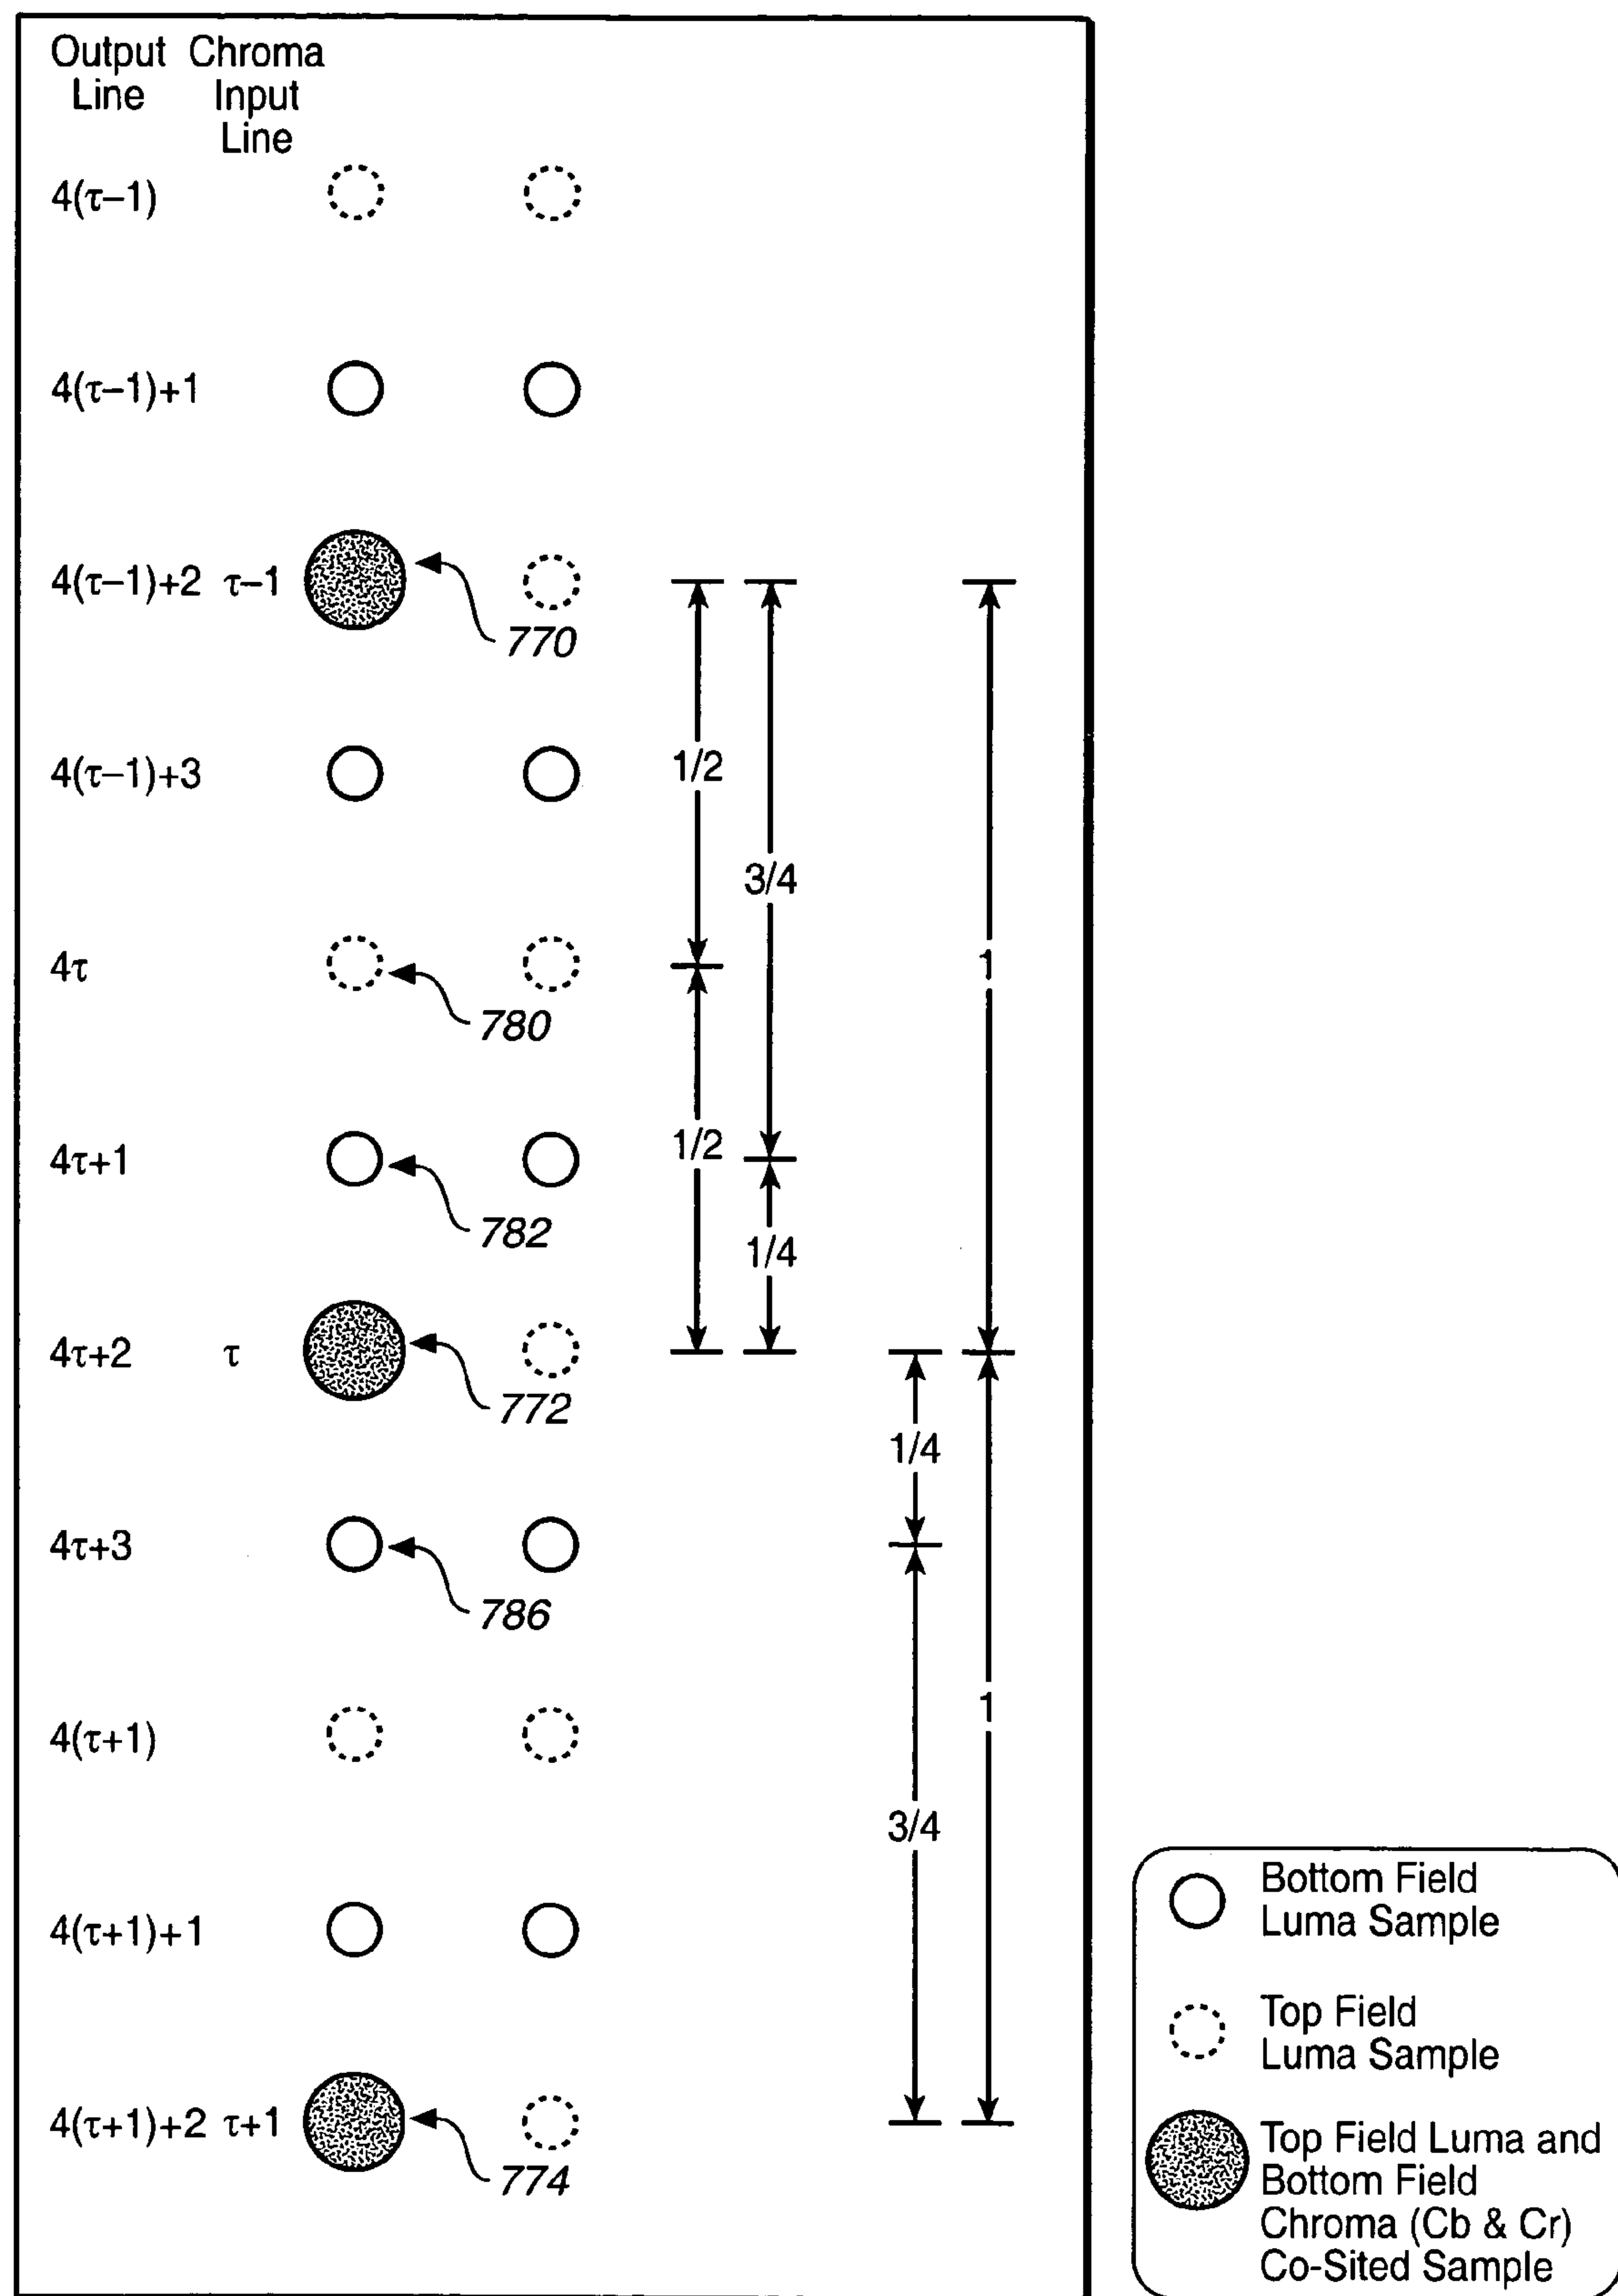 Output Chroma
Line Input
Line
4(τ−1)
4(τ−1)+1
4(τ−1)+2 τ−1
770
4(τ−1)+3
1/2
3/4
4τ
1
780
4τ+1
1/2
782
1/4
4τ+2 τ
772
1/4
4τ+3
786
4(τ+1)
1
3/4
4(τ+1)+1
4(τ+1)+2 τ+1
774
Bottom Field
Luma Sample
Top Field
Luma Sample
Top Field Luma and
Bottom Field
Chroma (Cb & Cr)
Co-Sited Sample